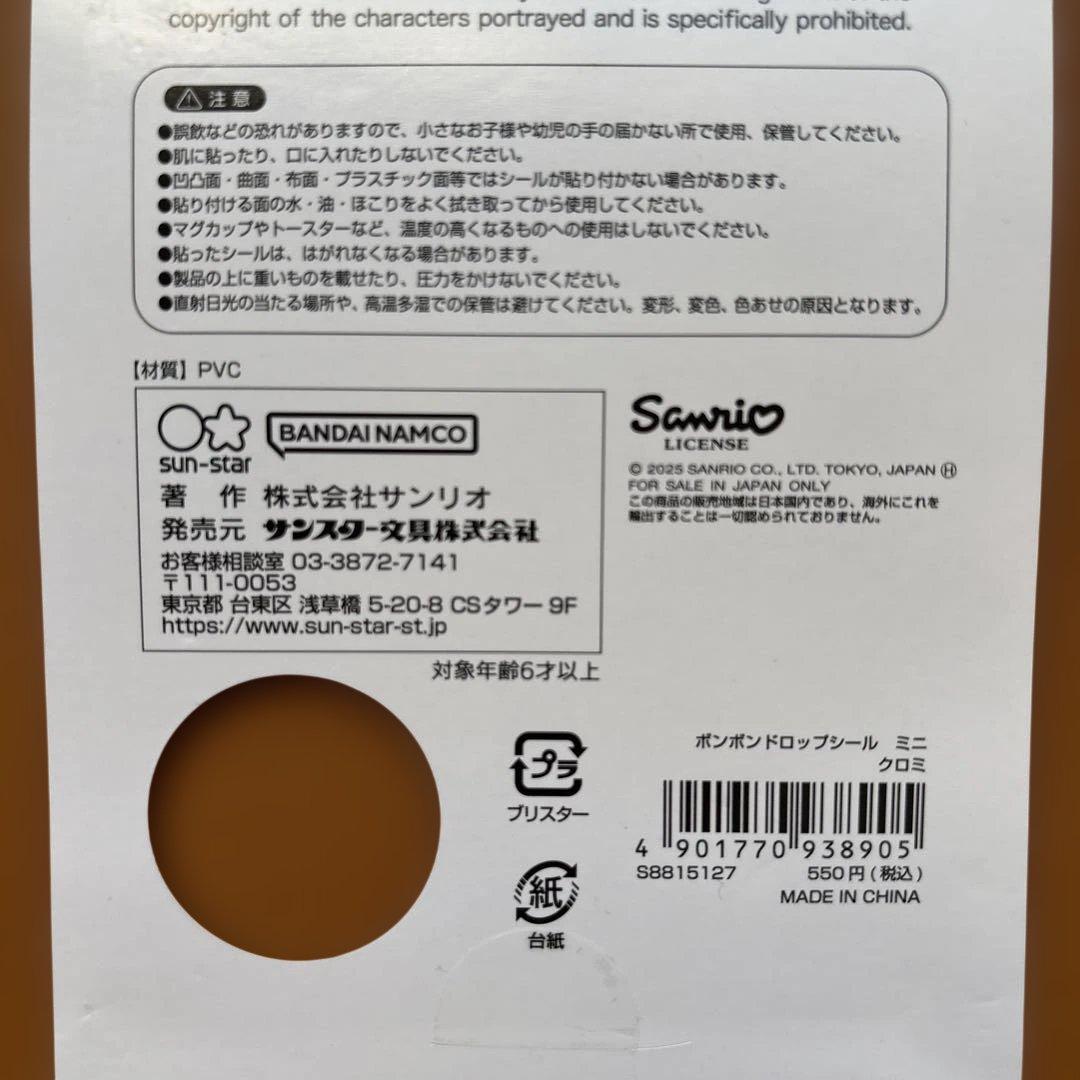 copyright of the characters portrayed and is specifically prohibited.
注意
●誤飲などの恐れがありますので、小さなお子様や幼児の手の届かない所で使用、保管してください。
●肌に貼ったり、口に入れたりしないでください。
●凹凸面・曲面・布面・プラスチック面等ではシールが貼り付かない場合があります。
●貼り付ける面の水・油・ほこりをよく拭き取ってから使用してください。
●マグカップやトースターなど、温度の高くなるものへの使用はしないでください。
●貼ったシールは、はがれなくなる場合があります。
●製品の上に重いものを載せたり、圧力をかけないでください。
●直射日光の当たる場所や、高温多湿での保管は避けてください。変形、変色、色あせの原因となります。
【材質】PVC
sun-star
BANDAI NAMCO
著 作 株式会社サンリオ
発売元 サンスター文具株式会社
お客様相談室 03-3872-7141
〒111-0053
東京都 台東区 浅草橋 5-20-8 CSタワー 9F
https://www.sun-star-st.jp
Sanrio
LICENSE
© 2025 SANRIO CO., LTD. TOKYO, JAPAN Ⓗ
FOR SALE IN JAPAN ONLY
この商品の販売地域は日本国内であり、海外にこれを
輸出することは一切認められておりません。
対象年齢6才以上
プラ
ブリスター
紙
台紙
ボンボンドロップシール ミニ
クロミ
4 901770 938905
S8815127 550円(税込)
MADE IN CHINA